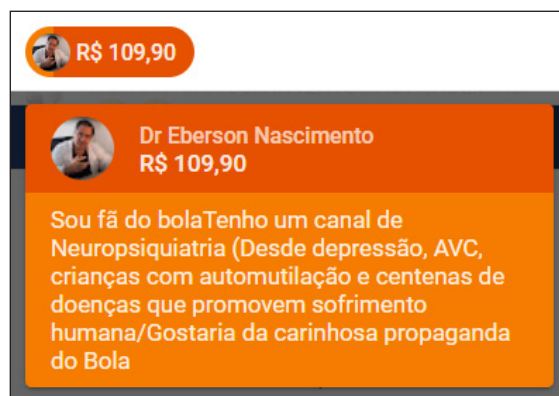 R$ 109,90
Dr Eberson Nascimento
R$ 109,90
Sou fã do bolaTenho um canal de
Neuropsiquiatria (Desde depressão, AVC,
crianças com automutilação e centenas de
doenças que promovem sofrimento
humana/Gostaria da carinhosa propaganda
do Bola